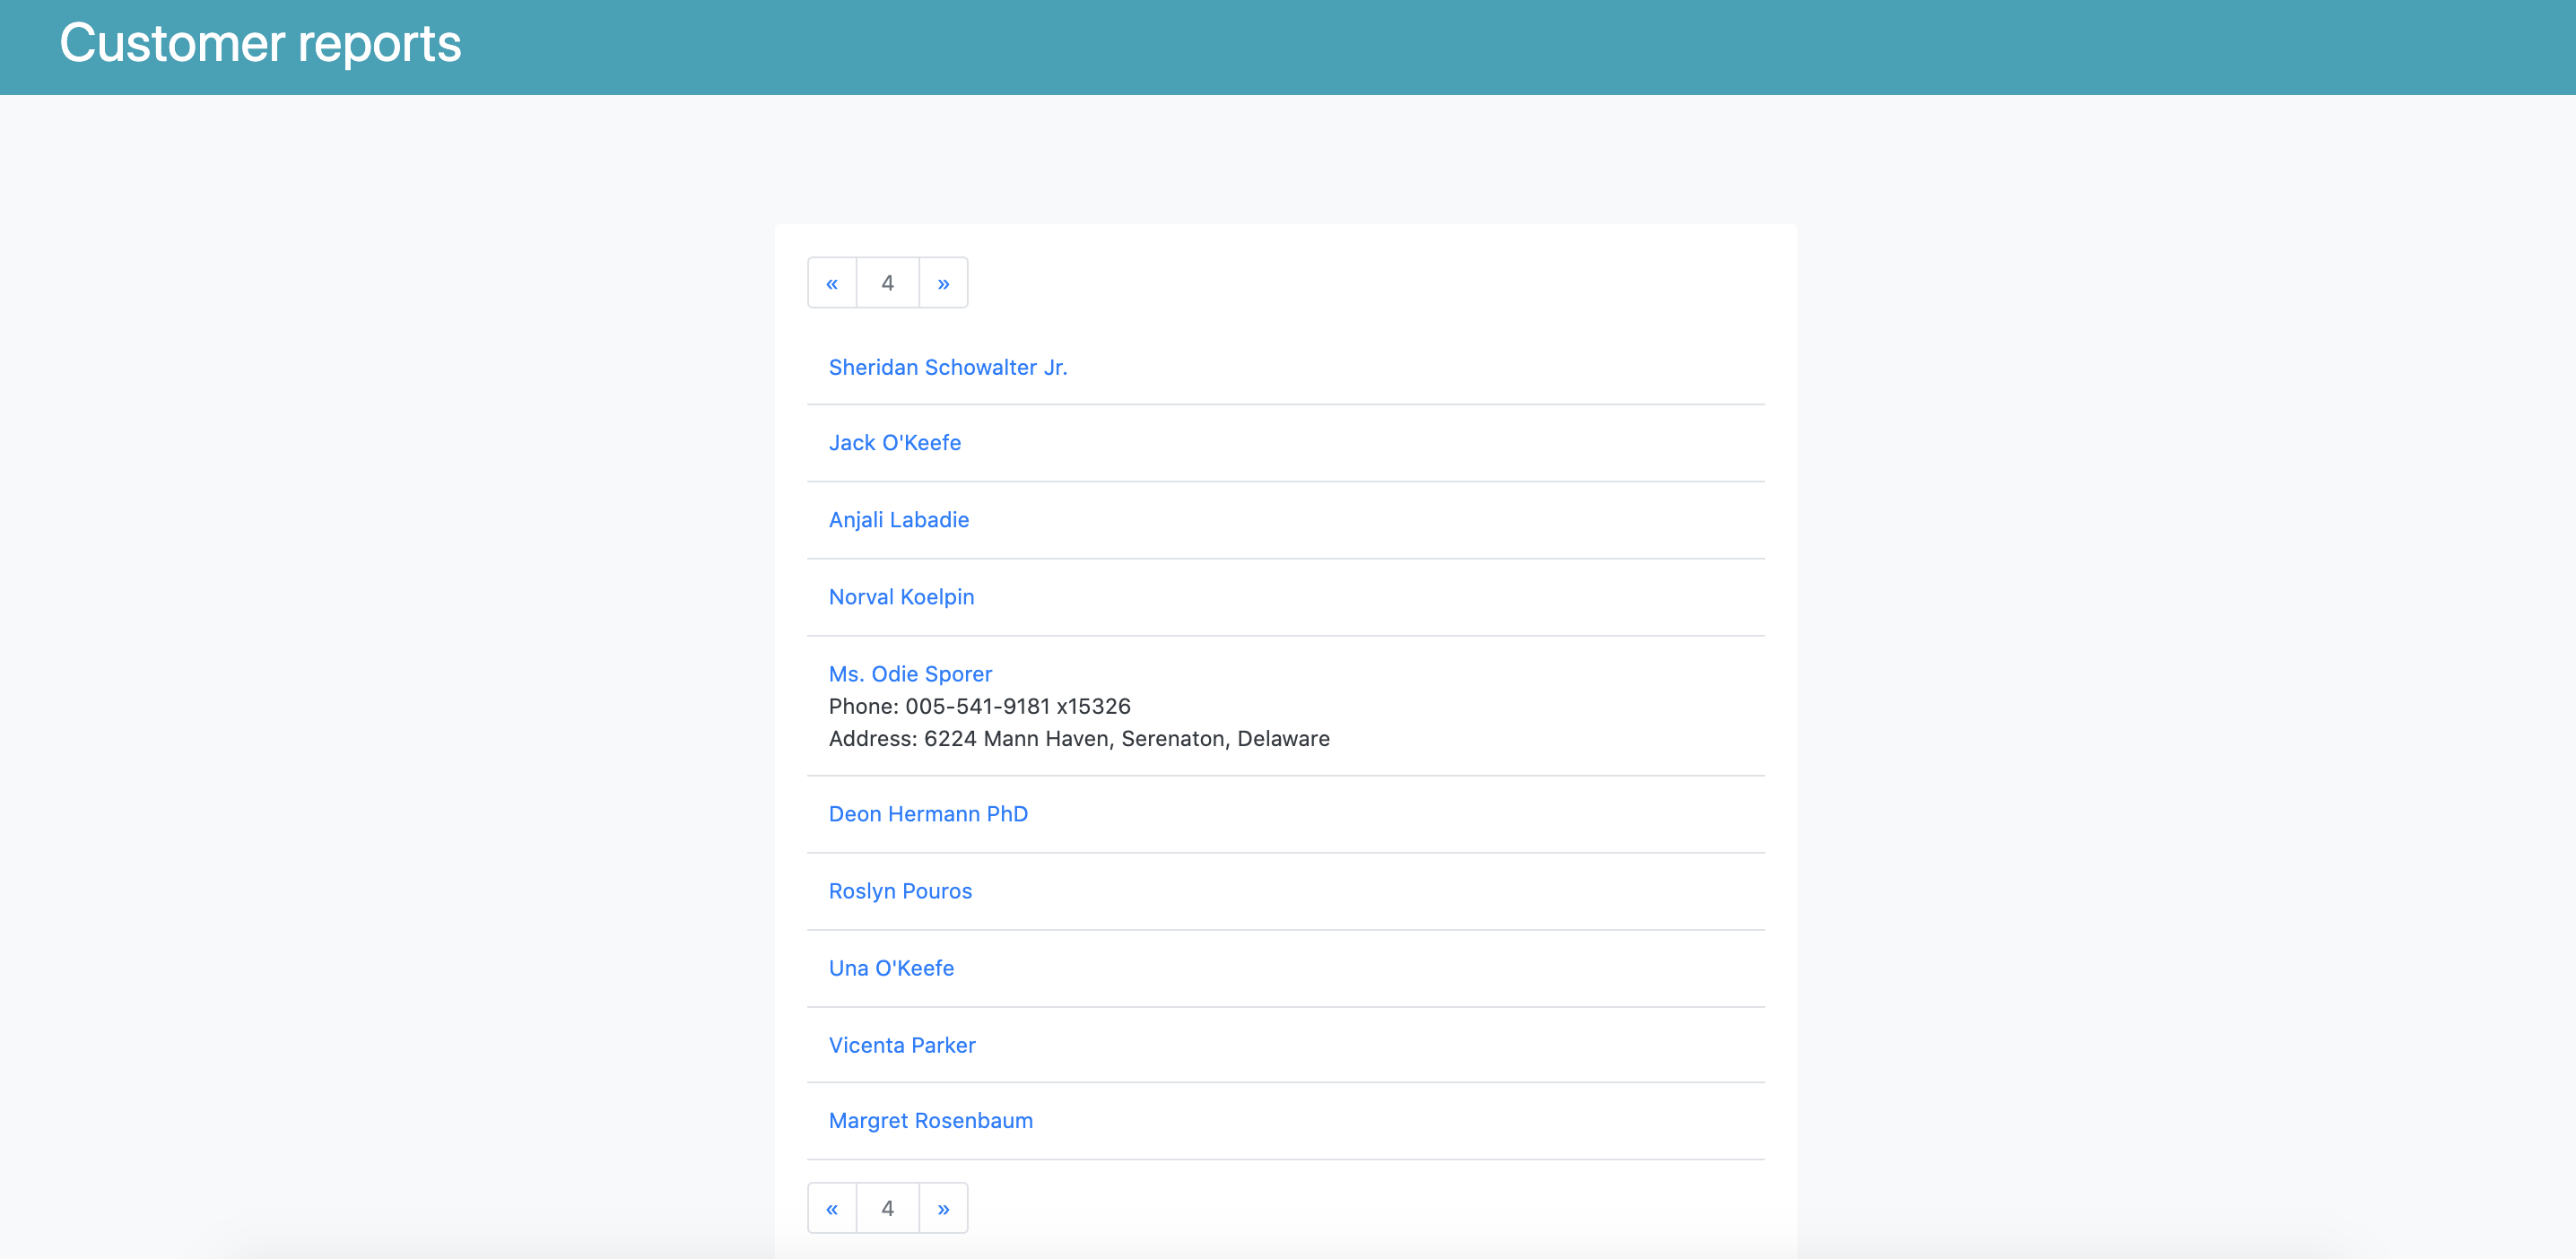 Customer reports
« 4 »
Sheridan Schowalter Jr.
Jack O'Keefe
Anjali Labadie
Norval Koelpin
Ms. Odie Sporer
Phone: 005-541-9181 x15326
Address: 6224 Mann Haven, Serenaton, Delaware
Deon Hermann PhD
Roslyn Pouros
Una O'Keefe
Vicenta Parker
Margret Rosenbaum
« 4 »